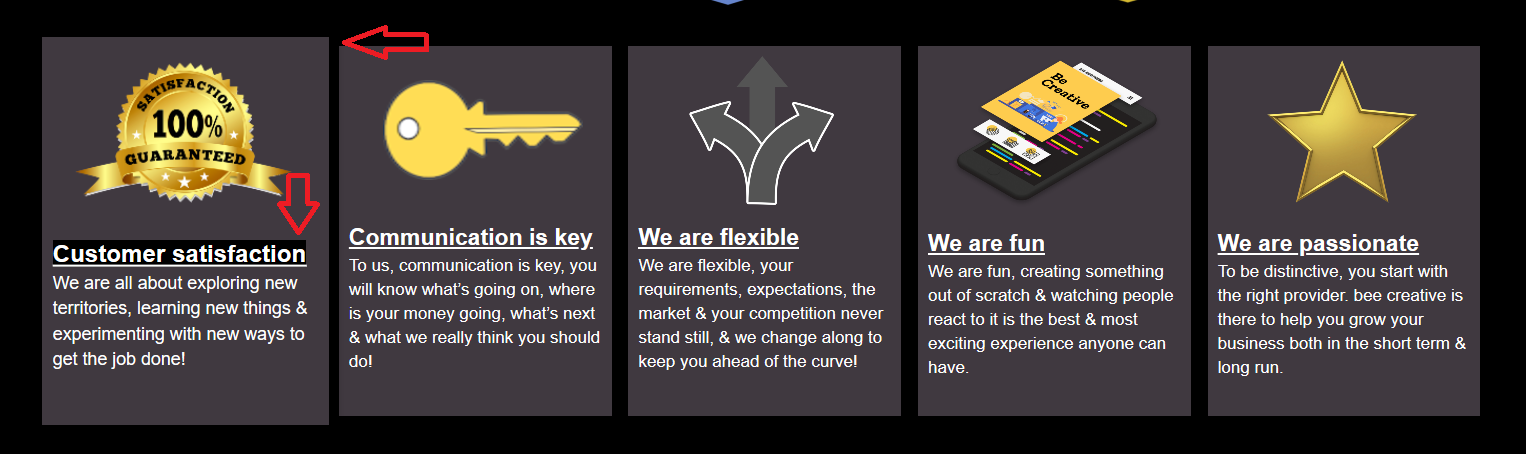 SATISFACTION
100%
GUARANTEED
Customer satisfaction
We are all about exploring new
territories, learning new things &
experimenting with new ways to
get the job done!
Communication is key
To us, communication is key, you
will know what’s going on, where
is your money going, what’s next
& what we really think you should
do!
We are flexible
We are flexible, your
requirements, expectations, the
market & your competition never
stand still, & we change along to
keep you ahead of the curve!
Be
Creative
We are fun
We are fun, creating something
out of scratch & watching people
react to it is the best & most
exciting experience anyone can
have.
We are passionate
To be distinctive, you start with
the right provider. bee creative is
there to help you grow your
business both in the short term &
long run.